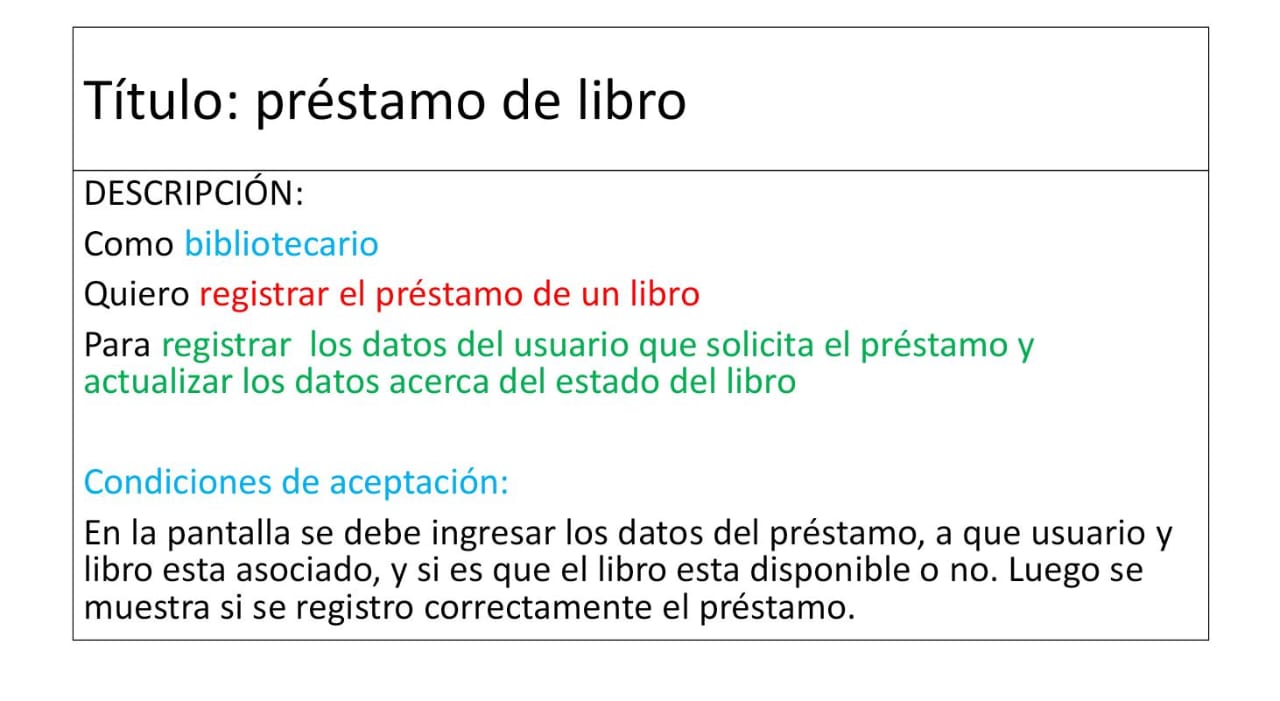 Título: préstamo de libro
DESCRIPCIÓN:
Como bibliotecario
Quiero registrar el préstamo de un libro
Para registrar  los datos del usuario que solicita el préstamo y
actualizar los datos acerca del estado del libro
Condiciones de aceptación:
En la pantalla se debe ingresar los datos del préstamo, a que usuario y
libro esta asociado, y si es que el libro esta disponible o no. Luego se
muestra si se registro correctamente el préstamo.